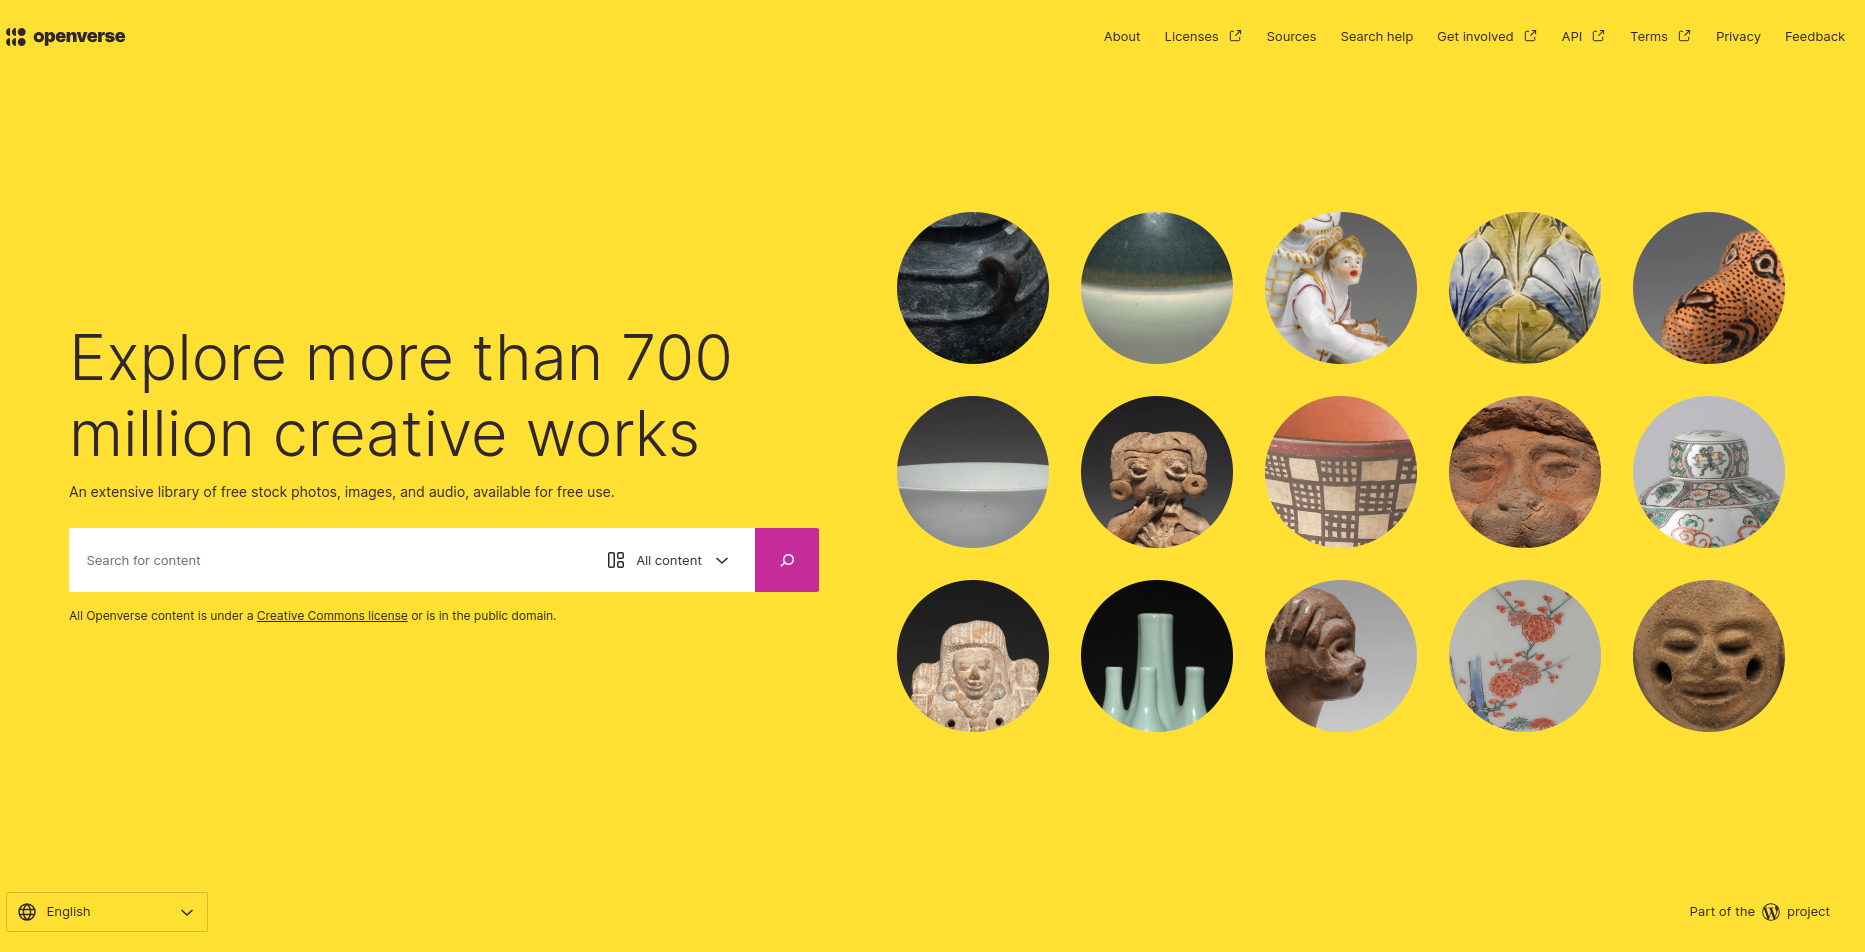 openverse
About Licenses Sources Search help Get involved API Terms Privacy Feedback
Explore more than 700
million creative works
An extensive library of free stock photos, images, and audio, available for free use.
Search for content All content
All Openverse content is under a Creative Commons license or is in the public domain.
English
Part of the project